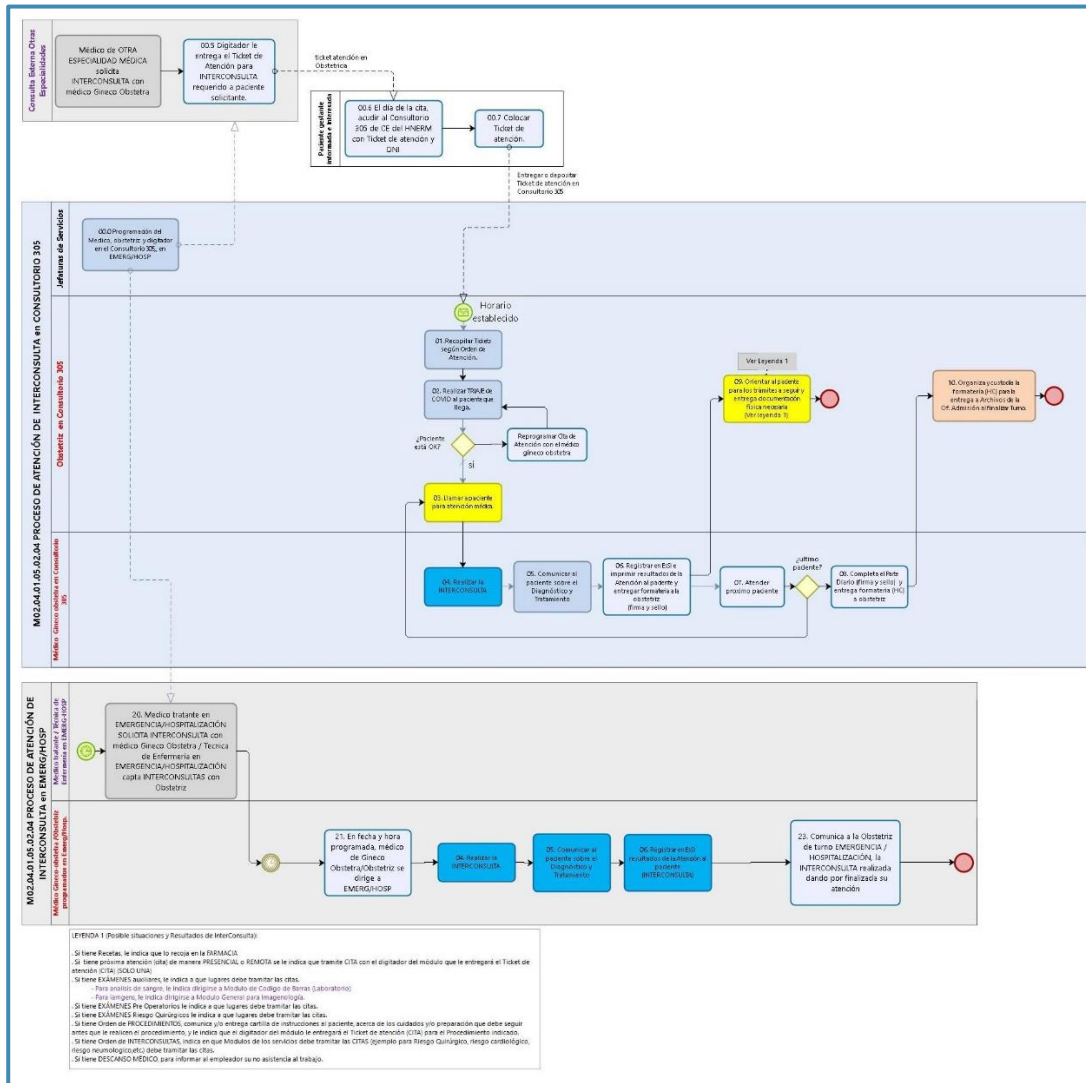 Consulta Externa Otras
Especialidades
Médico de OTRA
ESPECIALIDAD MÉDICA
solicita
INTERCONSULTA con
médico Gineco Obstetra
00.5 Digitador le
entrega el Ticket de
Atención para
INTERCONSULTA
requerido a paciente
solicitante.
ticket atención en
Obstetricia
Paciente gestante
informada e interesada
00.6 El día de la cita,
acudir al Consultorio
305 de CE del HNERM
con Ticket de atención y
DNI
00.7 Colocar
Ticket de
atención.
Entregar o depositar
Ticket de atención en
Consultorio 305
M02.04.01.05.02.04 PROCESO DE ATENCIÓN DE INTERCONSULTA en CONSULTORIO 305
Jefaturas de Servicios
00.0 Programación del
Medico, obstetriz y digitador
en el Consultorio 305, en
EMERG/HOSP
Obstetriz en Consultorio 305
Horario
establecido
01. Recopilar Tickets
según Orden de
Atención.
02. Realizar TRIAJE de
COVID al paciente que
llega.
¿Paciente
está OK?
Reprogramar Cita de
Atención con el médico
gineco obstetra
si
03. Llamar a paciente
para atención médica.
Ver Leyenda 1
09. Orientar al paciente
para los trámites a seguir y
entrega documentación
física necesaria
(Ver leyenda 1)
10. Organiza y custodia la
formatería (HC) para la
entrega a Archivos de la
Of. Admisión al finalizar Turno.
Médico Gineco obstetra en Consultorio
305
04. Realizar la
INTERCONSULTA
05. Comunicar al
paciente sobre el
Diagnóstico y
Tratamiento
06. Registrar en EsSI e
imprimir resultados de la
Atención al paciente y
entregar formatería a la
obstetriz
(firma y sello)
07. Atender
proximo paciente
¿ultimo
paciente?
08. Completa el Parte
Diario (firma y sello) y
entrega formatería (HC)
a obstetriz
M02.04.01.05.02.04 PROCESO DE ATENCIÓN DE
INTERCONSULTA en EMERG/HOSP
Medico tratante / Técnica de
Enfermería en EMERG-HOSP
20. Medico tratante en
EMERGENCIA/HOSPITALIZACIÓN
SOLICITA INTERCONSULTA con
médico Gineco Obstetra / Tecnica
de Enfermeria en
EMERGENCIA/HOSPITALIZACIÓN
capta INTERCONSULTAS con
Obstetriz
Médico Gineco-obstetra /Obstetriz
programados en Emerg/Hosp.
21. En fecha y hora
programada, médico
de Gineco
Obstetra/Obstetriz se
dirige a
EMERG/HOSP
04. Realizar la
INTERCONSULTA
05. Comunicar al
paciente sobre el
Diagnóstico y
Tratamiento
06. Registrar en EsSI
resultados de la Atención al
paciente
(INTERCONSULTA)
23. Comunica a la Obstetriz
de turno EMERGENCIA /
HOSPITALIZACIÓN, la
INTERCONSULTA realizada
dando por finalizada su
atención
LEYENDA 1 (Posible situaciones y Resultados de InterConsulta):
. Si tiene Recetas, le indica que lo recoja en la FARMACIA
. Si tiene próxima atención (cita) de manera PRESENCIAL o REMOTA se le indica que tramite CITA con el digitador del módulo que le entregará el Ticket de
atención (CITA) (SOLO UNA)
. Si tiene EXÁMENES auxiliares, le indica a que lugares debe tramitar las citas.
- Para analisis de sangre, le indica dirigirse a Modulo de Codigo de Barras (Laboratorio)
- Para iamgens, le indica dirigirse a Modulo General para Imagenología.
. Si tiene EXÁMENES Pre Operatorios le indica a que lugares debe tramitar las citas.
. Si tiene EXÁMENES Riesgo Quirúrgicos le indica a que lugares debe tramitar las citas.
. Si tiene Orden de PROCEDIMIENTOS, comunica y/o entrega cartilla de instrucciones al paciente, acerca de los cuidados y/o preparación que debe seguir
antes que le realicen el procedimiento, y le indica que el digitador del módulo le entregará el Ticket de atención (CITA) para el Procedimiento indicado.
. Si tiene Orden de INTERCONSULTAS, indica en que Modulos de los servicios debe tramitar las CITAS (ejemplo para Riesgo Quirúrgico, riesgo cardiológico,
riesgo neumologico,etc.) debe tramitar las citas.
. Si tiene DESCANSO MÉDICO, para informar al empleador su no asistencia al trabajo.